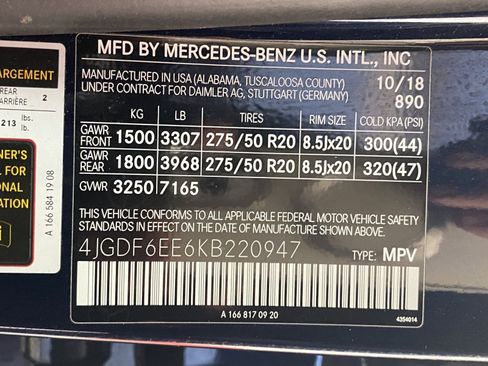 MFD BY MERCEDES-BENZ U.S. INTL., INC
MANUFACTURED IN USA (ALABAMA, TUSCALOOSA COUNTY) 10/18
UNDER CONTRACT FOR DAIMLER AG, STUTTGART (GERMANY) 890
KG LB TIRES RIM SIZE COLD KPA (PSI)
GAWR FRONT 1500 3307 275/50 R20 8.5Jx20 300(44)
GAWR REAR 1800 3968 275/50 R20 8.5Jx20 320(47)
GVWR 3250 7165
THIS VEHICLE CONFORMS TO ALL APPLICABLE FEDERAL MOTOR VEHICLE SAFETY
STANDARDS IN EFFECT ON THE DATE OF MANUFACTURE SHOWN ABOVE.
4JGDF6EE6KB220947 TYPE: MPV
A 166 817 09 20 4354014
ARGEMENT
REAR
ARRIÈRE 2
213 lbs.
lb.
NER'S
L FOR
ONAL
ATION
A 166 584 19 08